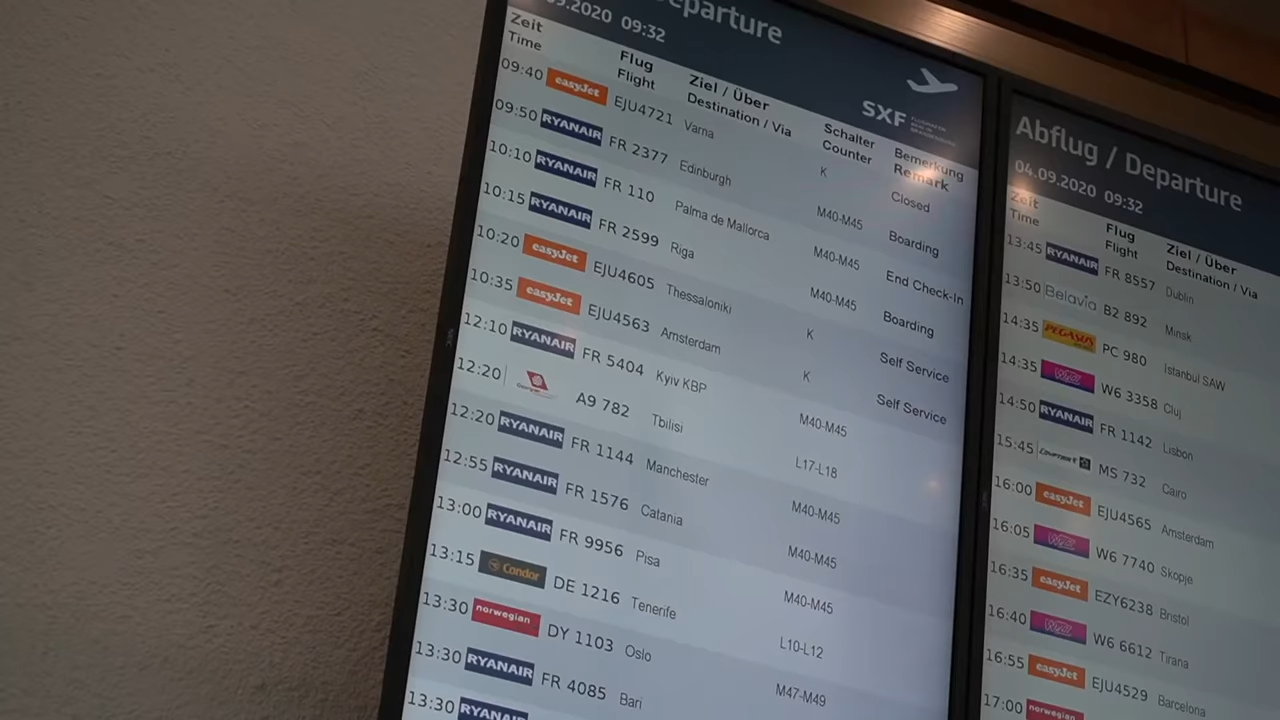 Departure
09.2020 09:32
SXF
FLUGHAFEN
BERLIN
BRANDENBURG
Zeit Flug Ziel / Über Schalter Bemerkung
Time Flight Destination / Via Counter Remark
09:40 easyJet EJU4721 Varna K Closed
09:50 RYANAIR FR 2377 Edinburgh M40-M45 Boarding
10:10 RYANAIR FR 110 Palma de Mallorca M40-M45 End Check-In
10:15 RYANAIR FR 2599 Riga M40-M45 Boarding
10:20 easyJet EJU4605 Thessaloniki K Self Service
10:35 easyJet EJU4563 Amsterdam K Self Service
12:10 RYANAIR FR 5404 Kyiv KBP M40-M45
12:20 A9 782 Tbilisi L17-L18
12:20 RYANAIR FR 1144 Manchester M40-M45
12:55 RYANAIR FR 1576 Catania M40-M45
13:00 RYANAIR FR 9956 Pisa M40-M45
13:15 Condor DE 1216 Tenerife L10-L12
13:30 norwegian DY 1103 Oslo M47-M49
13:30 RYANAIR FR 4085 Bari
13:30 RYANAIR
Abflug / Departure
04.09.2020 09:32
Zeit Flug Ziel / Über
Time Flight Destination / Via
13:45 RYANAIR FR 8557 Dublin
13:50 Belavia B2 892 Minsk
14:35 PEGASUS PC 980 Istanbul SAW
14:35 WIZZ W6 3358 Cluj
14:50 RYANAIR FR 1142 Lisbon
15:45 EGYPTAIR MS 732 Cairo
16:00 easyJet EJU4565 Amsterdam
16:05 WIZZ W6 7740 Skopje
16:35 easyJet EZY6238 Bristol
16:40 WIZZ W6 6612 Tirana
16:55 easyJet EJU4529 Barcelona
17:00 norwegian